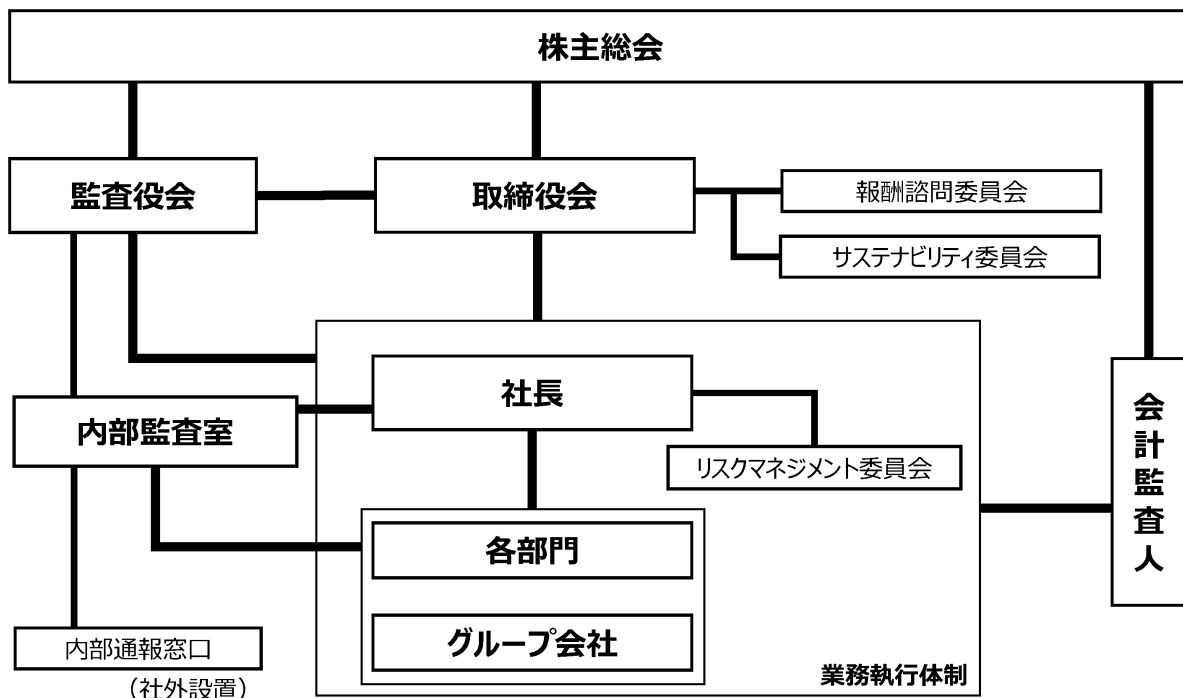 株主総会
監査役会
取締役会
報酬諮問委員会
サステナビリティ委員会
社長
内部監査室
リスクマネジメント委員会
会計監査人
各部門
グループ会社
内部通報窓口
(社外設置)
業務執行体制